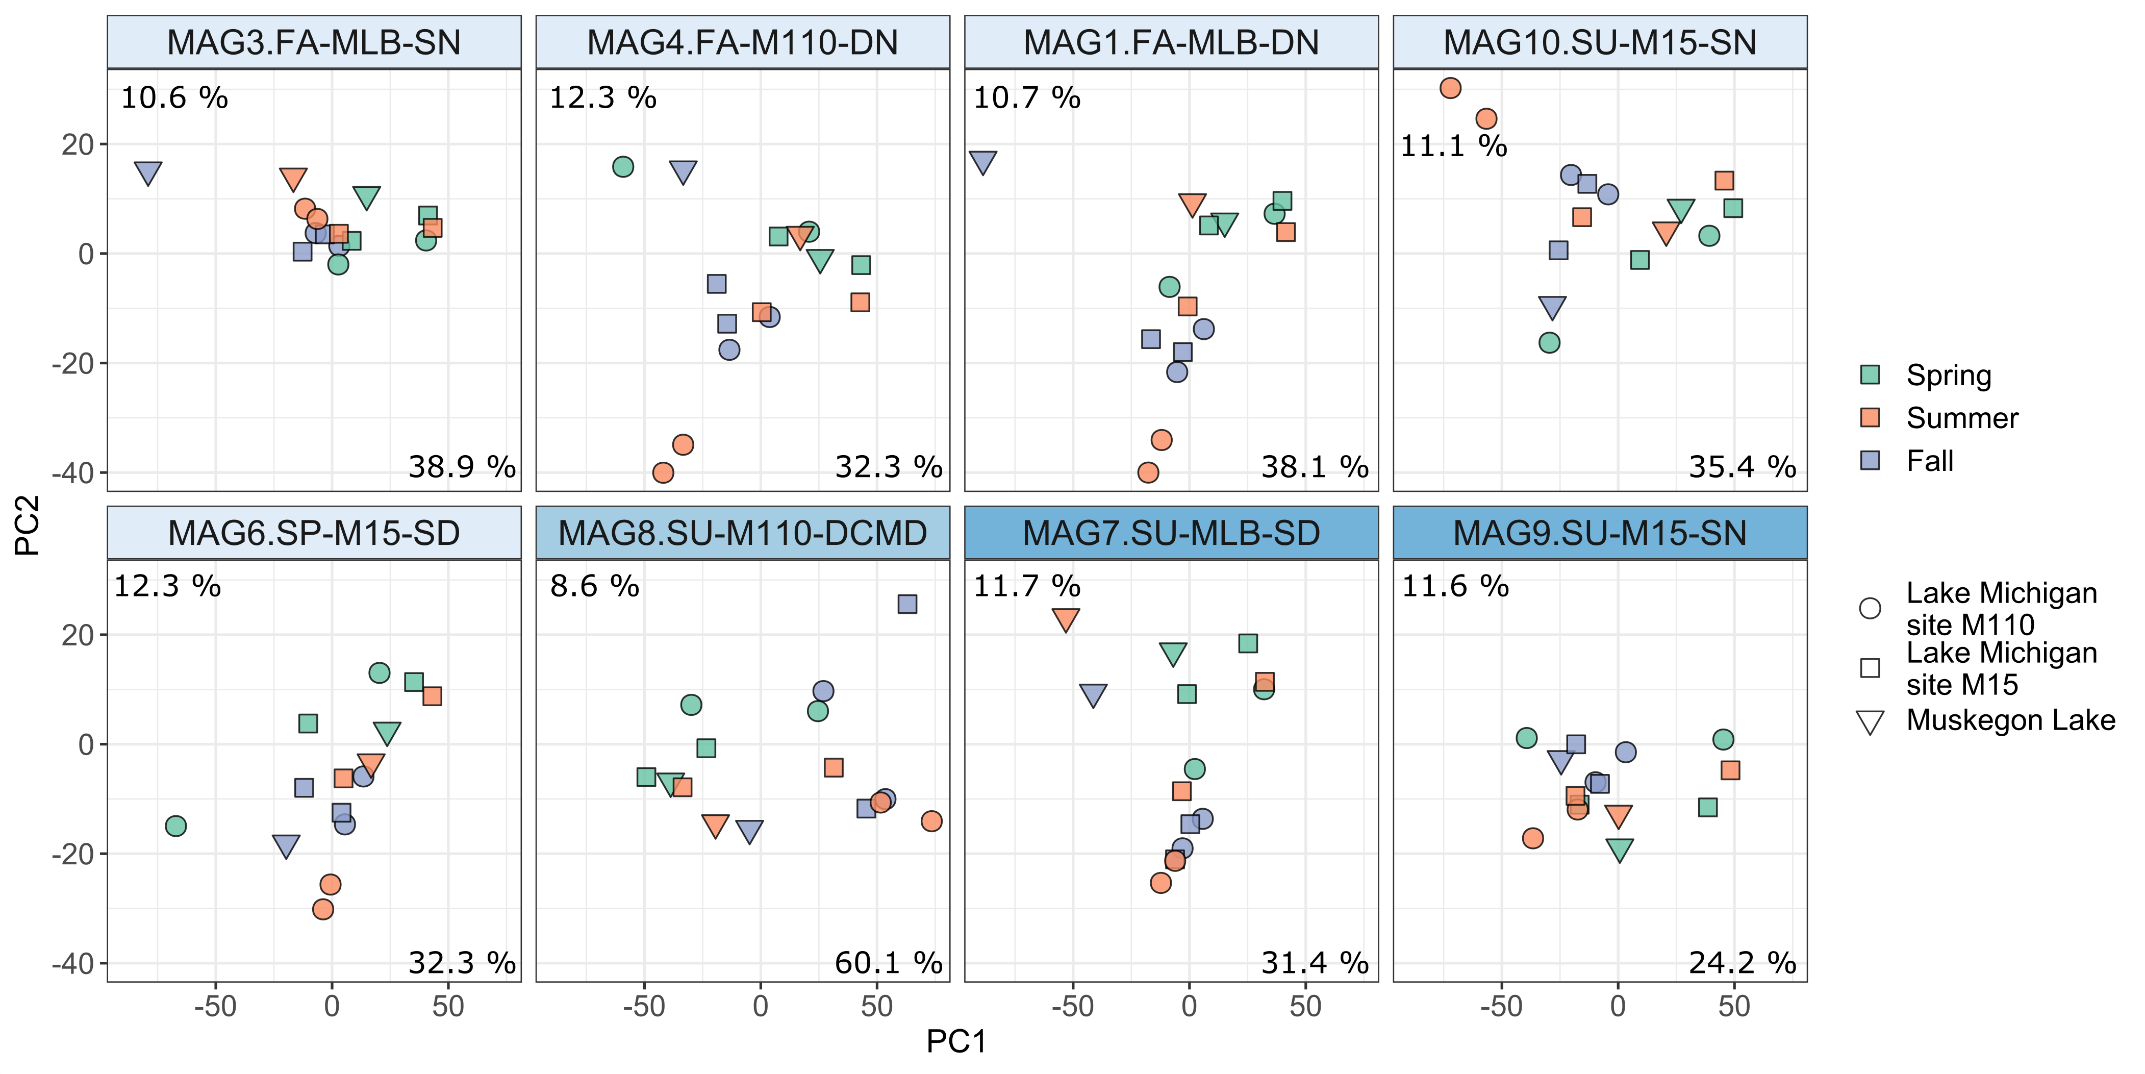 MAG3.FA-MLB-SN
MAG4.FA-M110-DN
MAG1.FA-MLB-DN
MAG10.SU-M15-SN
10.6 %
12.3 %
10.7 %
11.1 %
20
0
-20
-40
38.9 %
32.3 %
38.1 %
35.4 %
MAG6.SP-M15-SD
MAG8.SU-M110-DCMD
MAG7.SU-MLB-SD
MAG9.SU-M15-SN
12.3 %
8.6 %
11.7 %
11.6 %
20
0
-20
-40
32.3 %
60.1 %
31.4 %
24.2 %
-50 0 50
-50 0 50
-50 0 50
-50 0 50
PC1
PC2
Spring
Summer
Fall
Lake Michigan
site M110
Lake Michigan
site M15
Muskegon Lake